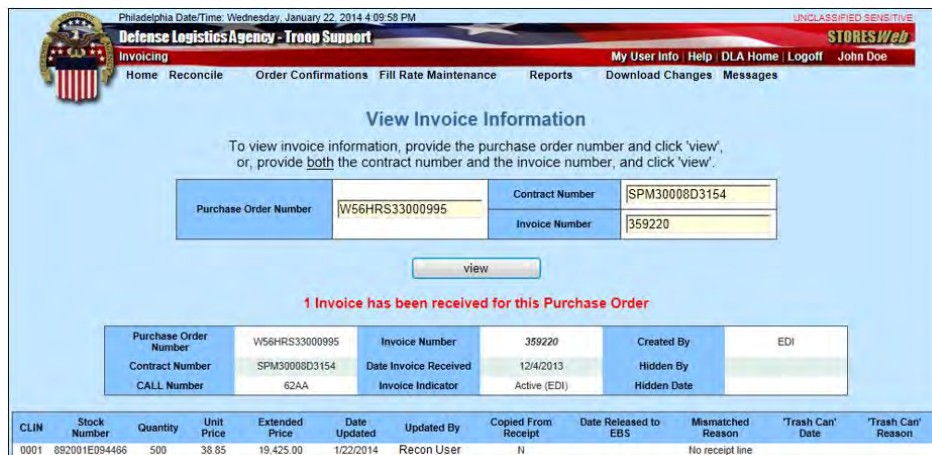 Philadelphia Date/Time: Wednesday, January 22, 2014 4:09:58 PM UNCLASSIFIED SENSITIVE
Defense Logistics Agency - Troop Support STORESWeb
Invoicing My User Info | Help | DLA Home | Logoff John Doe
Home Reconcile Order Confirmations Fill Rate Maintenance Reports Download Changes Messages
View Invoice Information
To view invoice information, provide the purchase order number and click 'view',
or, provide both the contract number and the invoice number, and click 'view'.
Purchase Order Number W56HRS33000995 Contract Number SPM30008D3154
Invoice Number 359220
view
1 Invoice has been received for this Purchase Order
Purchase Order Number W56HRS33000995 Invoice Number 359220 Created By EDI
Contract Number SPM30008D3154 Date Invoice Received 12/4/2013 Hidden By
CALL Number 62AA Invoice Indicator Active (EDI) Hidden Date
CLIN Stock Number Quantity Unit Price Extended Price Date Updated Updated By Copied From Receipt Date Released to EBS Mismatched Reason 'Trash Can' Date 'Trash Can' Reason
0001 892001E094466 500 38.85 19,425.00 1/22/2014 Recon User N No receipt line